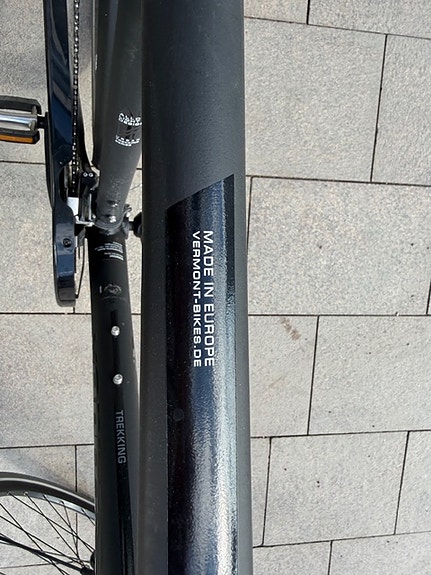 MADE IN EUROPE
VERMONT-BIKES.DE
TREKKING